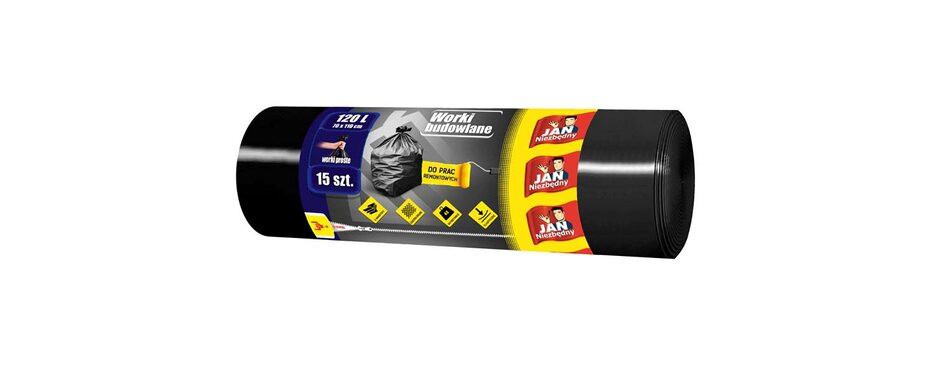 120 L
70 x 110 cm
worki proste
15 szt.
Worki
budowlane
DO PRAC
REMONTOWYCH
JAN
Niezbędny
JAN
Niezbędny
JAN
Niezbędny